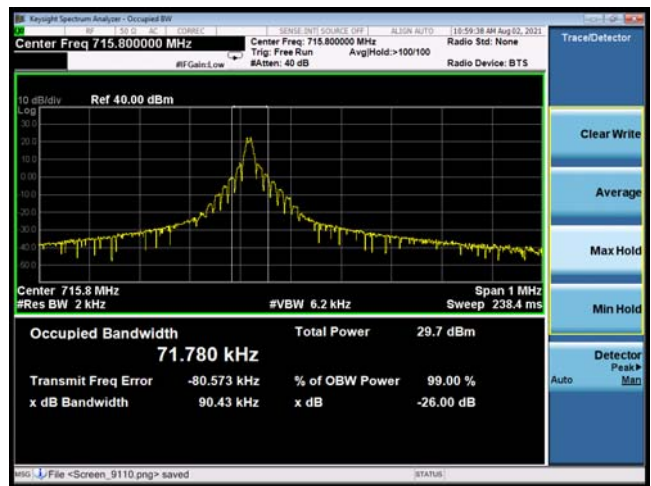 Keysight Spectrum Analyzer - Occupied BW
RF 50 Ω AC CORREC SENSE:INT SOURCE OFF ALIGN AUTO 10:59:38 AM Aug 02, 2021
Center Freq 715.800000 MHz Center Freq: 715.800000 MHz Radio Std: None Trace/Detector
Trig: Free Run Avg|Hold:>100/100
#IFGain:Low #Atten: 40 dB Radio Device: BTS
10 dB/div Ref 40.00 dBm
Log
30.0
20.0
10.0
0.00
-10.0
-20.0
-30.0
-40.0
-50.0
Center 715.8 MHz Span 1 MHz
#Res BW 2 kHz #VBW 6.2 kHz Sweep 238.4 ms
Occupied Bandwidth Total Power 29.7 dBm
71.780 kHz
Transmit Freq Error -80.573 kHz % of OBW Power 99.00 %
x dB Bandwidth 90.43 kHz x dB -26.00 dB
Clear Write
Average
Max Hold
Min Hold
Detector
Peak▶
Auto Man
MSG File <Screen_9110.png> saved STATUS